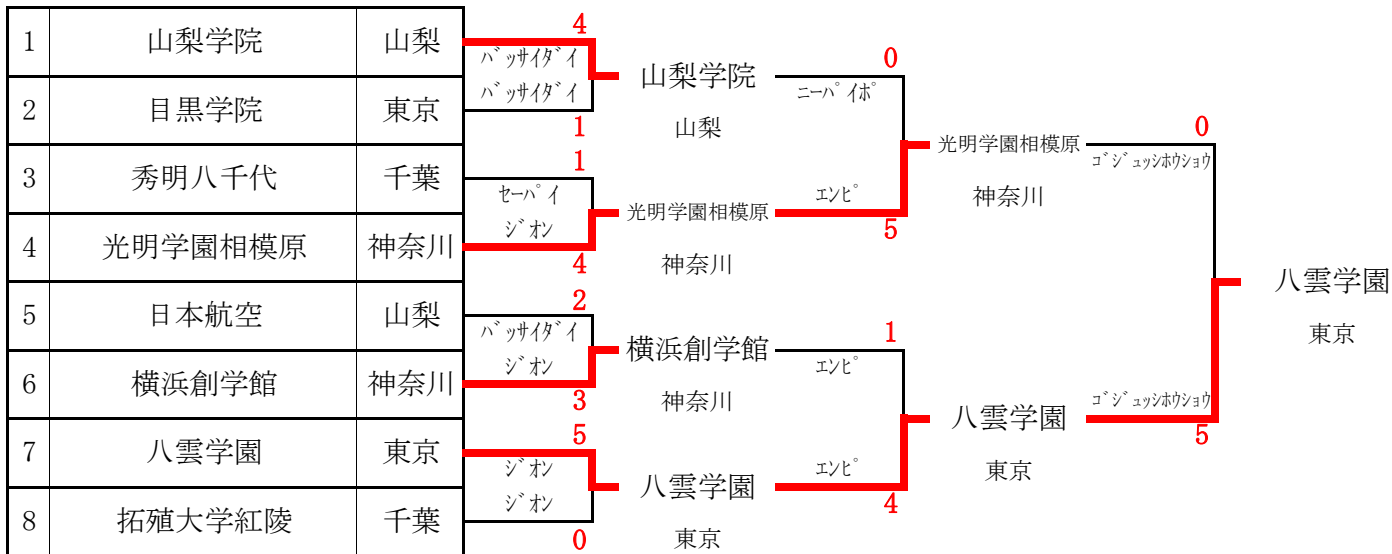 1 山梨学院 山梨
2 目黒学院 東京
3 秀明八千代 千葉
4 光明学園相模原 神奈川
5 日本航空 山梨
6 横浜創学館 神奈川
7 八雲学園 東京
8 拓殖大学紅陵 千葉
4
バッサイダイ
バッサイダイ
1
1
セーパイ
ジオン
4
2
バッサイダイ
ジオン
3
5
ジオン
ジオン
0
山梨学院
山梨
光明学園相模原
神奈川
横浜創学館
神奈川
八雲学園
東京
0
ニーパイポ
エンピ
5
1
エンピ
エンピ
4
光明学園相模原
神奈川
八雲学園
東京
0
ゴジュッシホウショウ
ゴジュッシホウショウ
5
八雲学園
東京